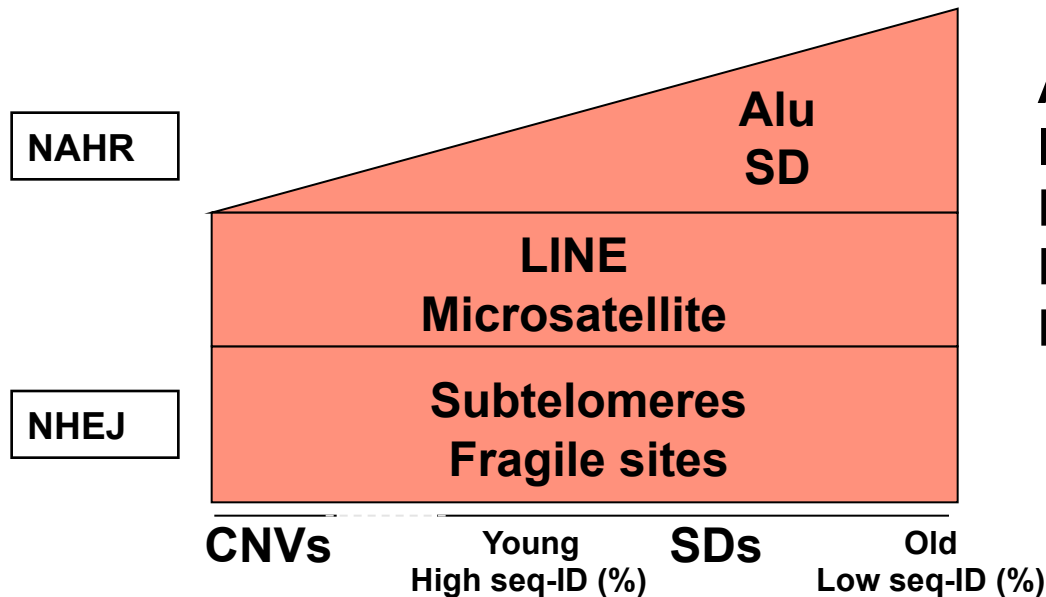 NAHR
Alu
SD
LINE
Microsatellite
NHEJ
Subtelomeres
Fragile sites
CNVs
Young
SDs
Old
High seq-ID (%)
Low seq-ID (%)